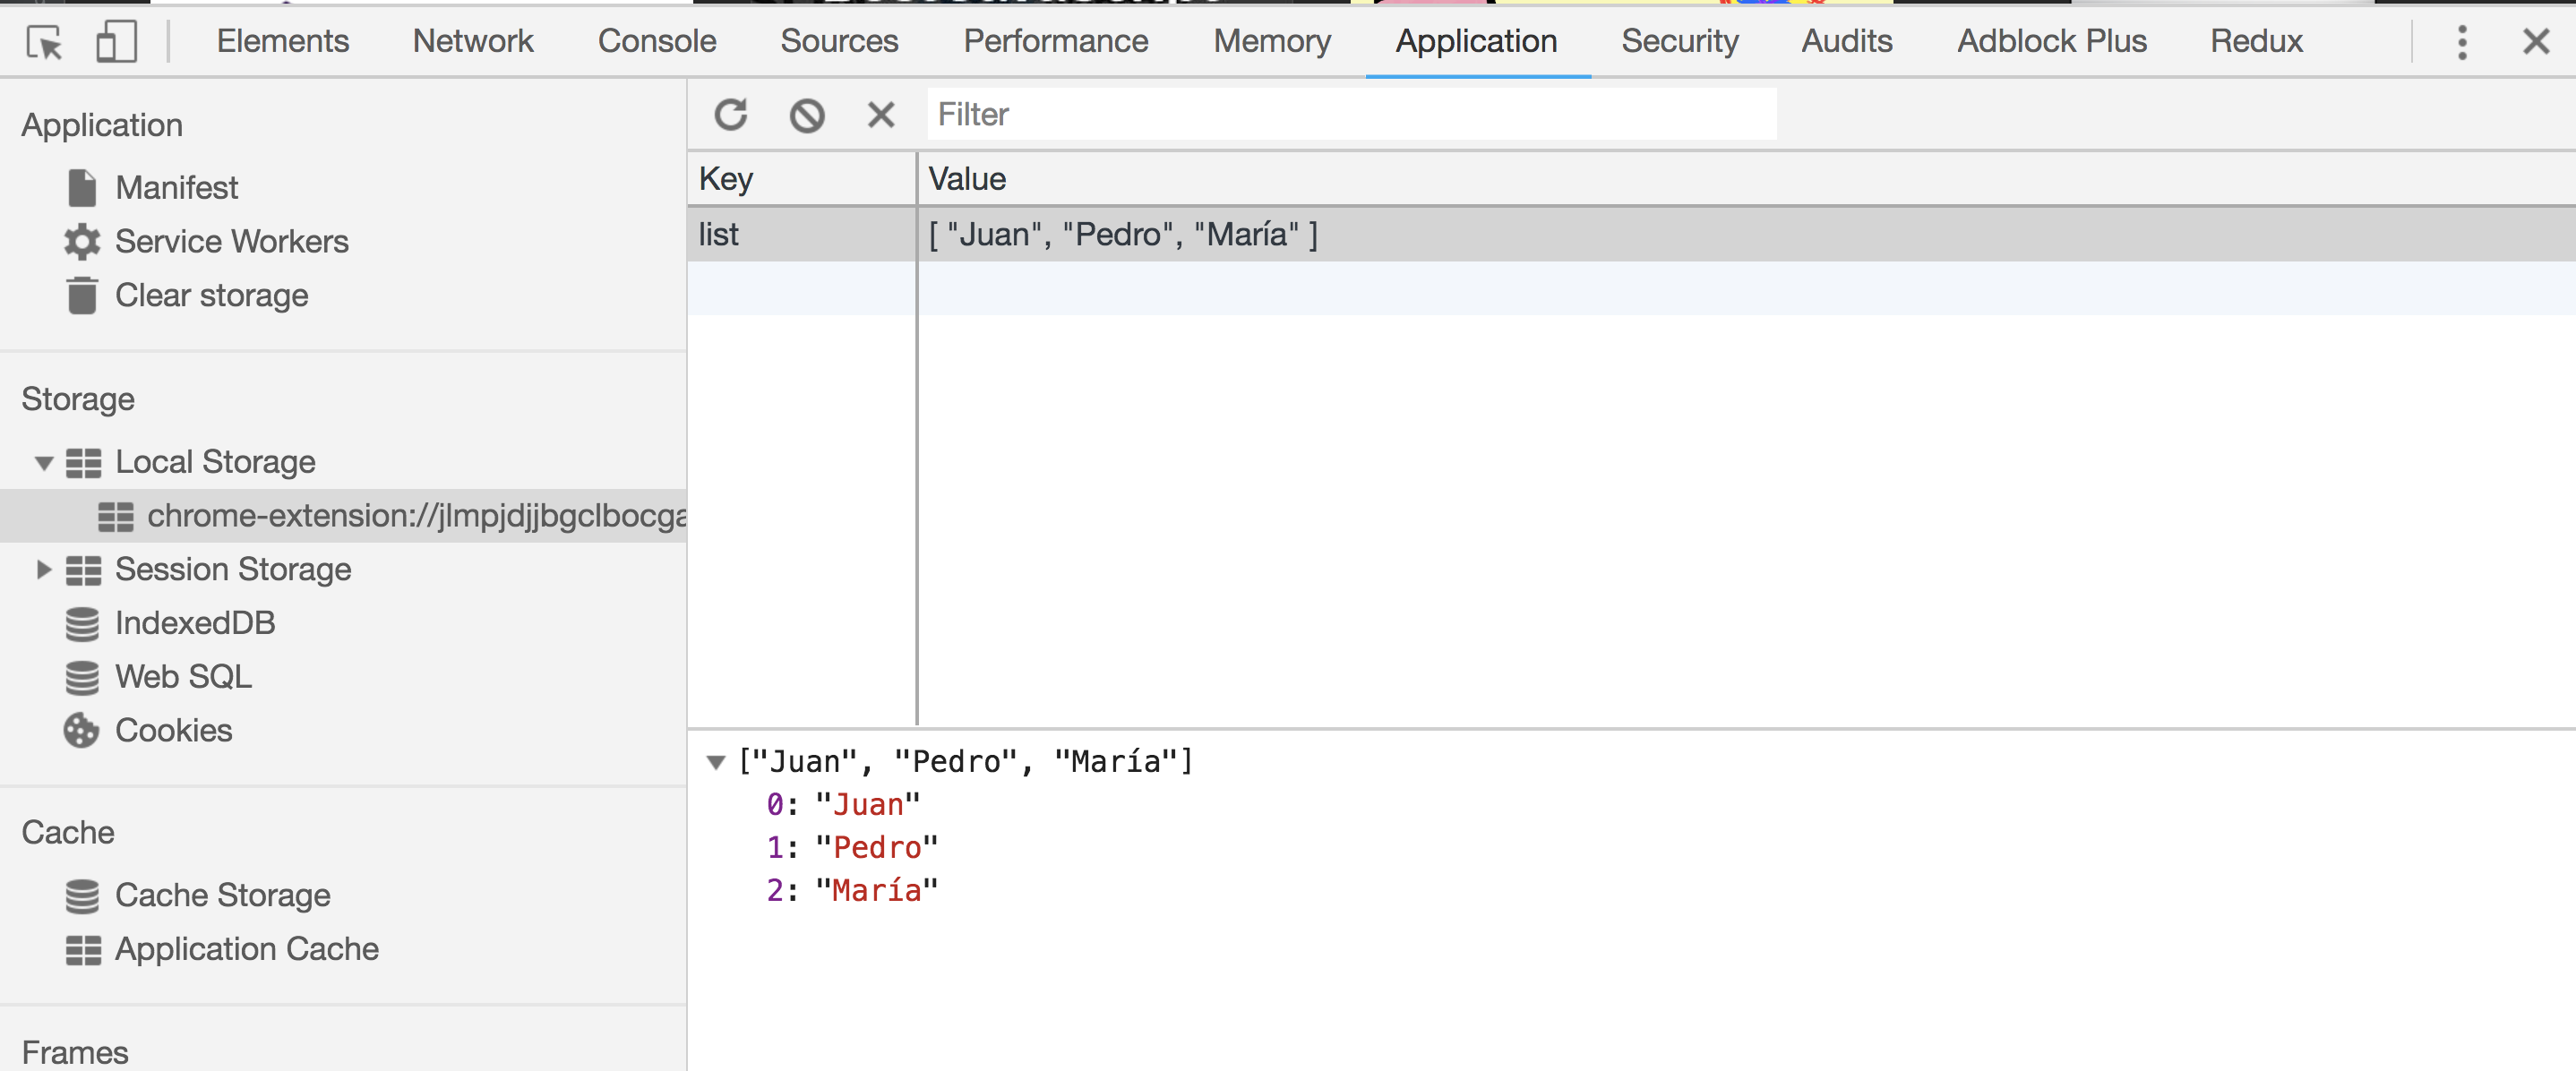 Elements Network Console Sources Performance Memory Application Security Audits Adblock Plus Redux
Application
Manifest
Service Workers
Clear storage
Storage
Local Storage
chrome-extension://jlmpjdjjbgclbocga
Session Storage
IndexedDB
Web SQL
Cookies
Cache
Cache Storage
Application Cache
Frames
Filter
Key Value
list [ "Juan", "Pedro", "María" ]
["Juan", "Pedro", "María"]
0: "Juan"
1: "Pedro"
2: "María"